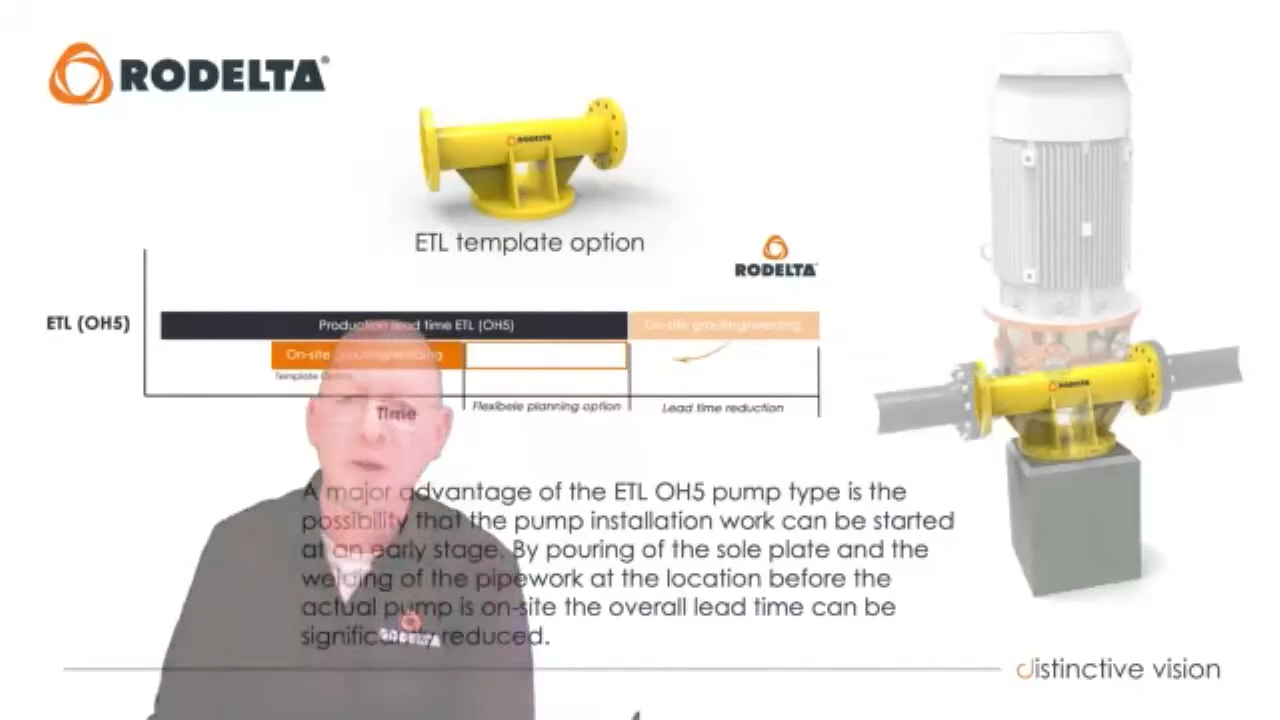 RODELTA®
RODELTA
ETL template option
RODELTA
ETL (OH5)
Production lead time ETL (OH5)
On-site grouting/welding
On-site grouting/welding
Template
Time
Flexibele planning option
Lead time reduction
RODELTA
A major advantage of the ETL OH5 pump type is the
possibility that the pump installation work can be started
at an early stage. By pouring of the sole plate and the
welding of the pipework at the location before the
actual pump is on-site the overall lead time can be
significantly reduced.
RODELTA
distinctive vision